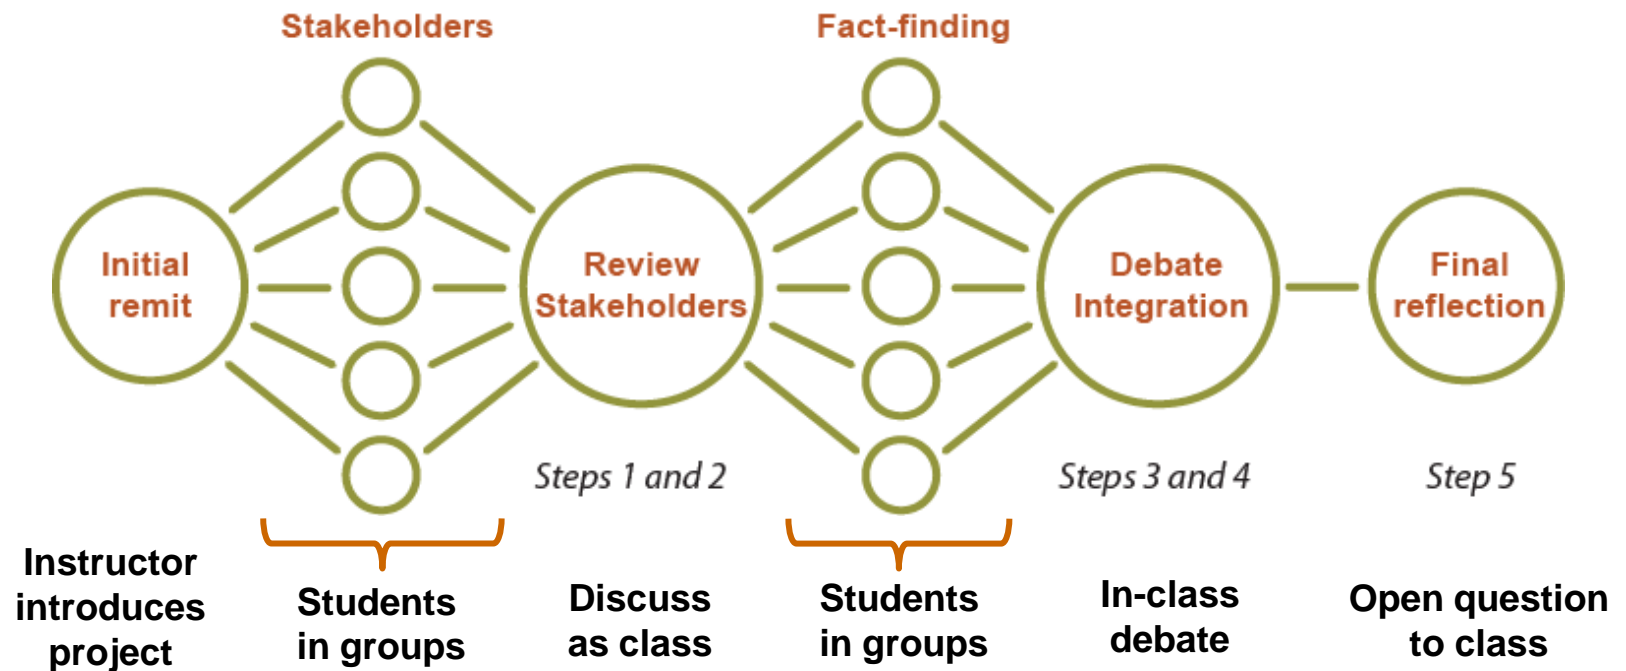 Stakeholders
Fact-finding
Initial
remit
Review
Stakeholders
Debate
Integration
Final
reflection
Steps 1 and 2
Steps 3 and 4
Step 5
Instructor
introduces
project
Students
in groups
Discuss
as class
Students
in groups
In-class
debate
Open question
to class